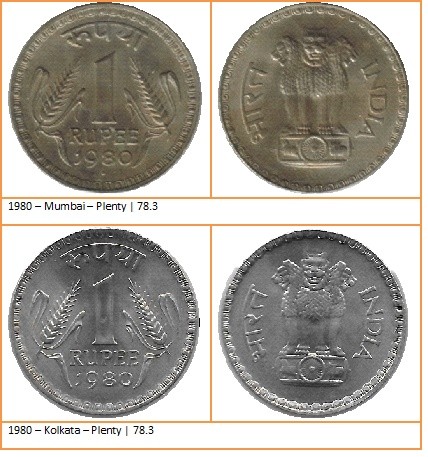 रूपया
1
RUPEE
1980
भारत
INDIA
1980 – Mumbai – Plenty | 78.3
रूपया
1
RUPEE
1980
भारत
INDIA
1980 – Kolkata – Plenty | 78.3